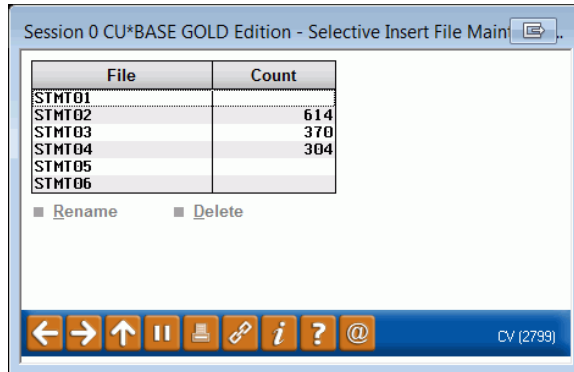 Session 0 CU*BASE GOLD Edition - Selective Insert File Maint ..
File Count
STMT01
STMT02 614
STMT03 370
STMT04 304
STMT05
STMT06
Rename Delete
i ? @ CV (2799)